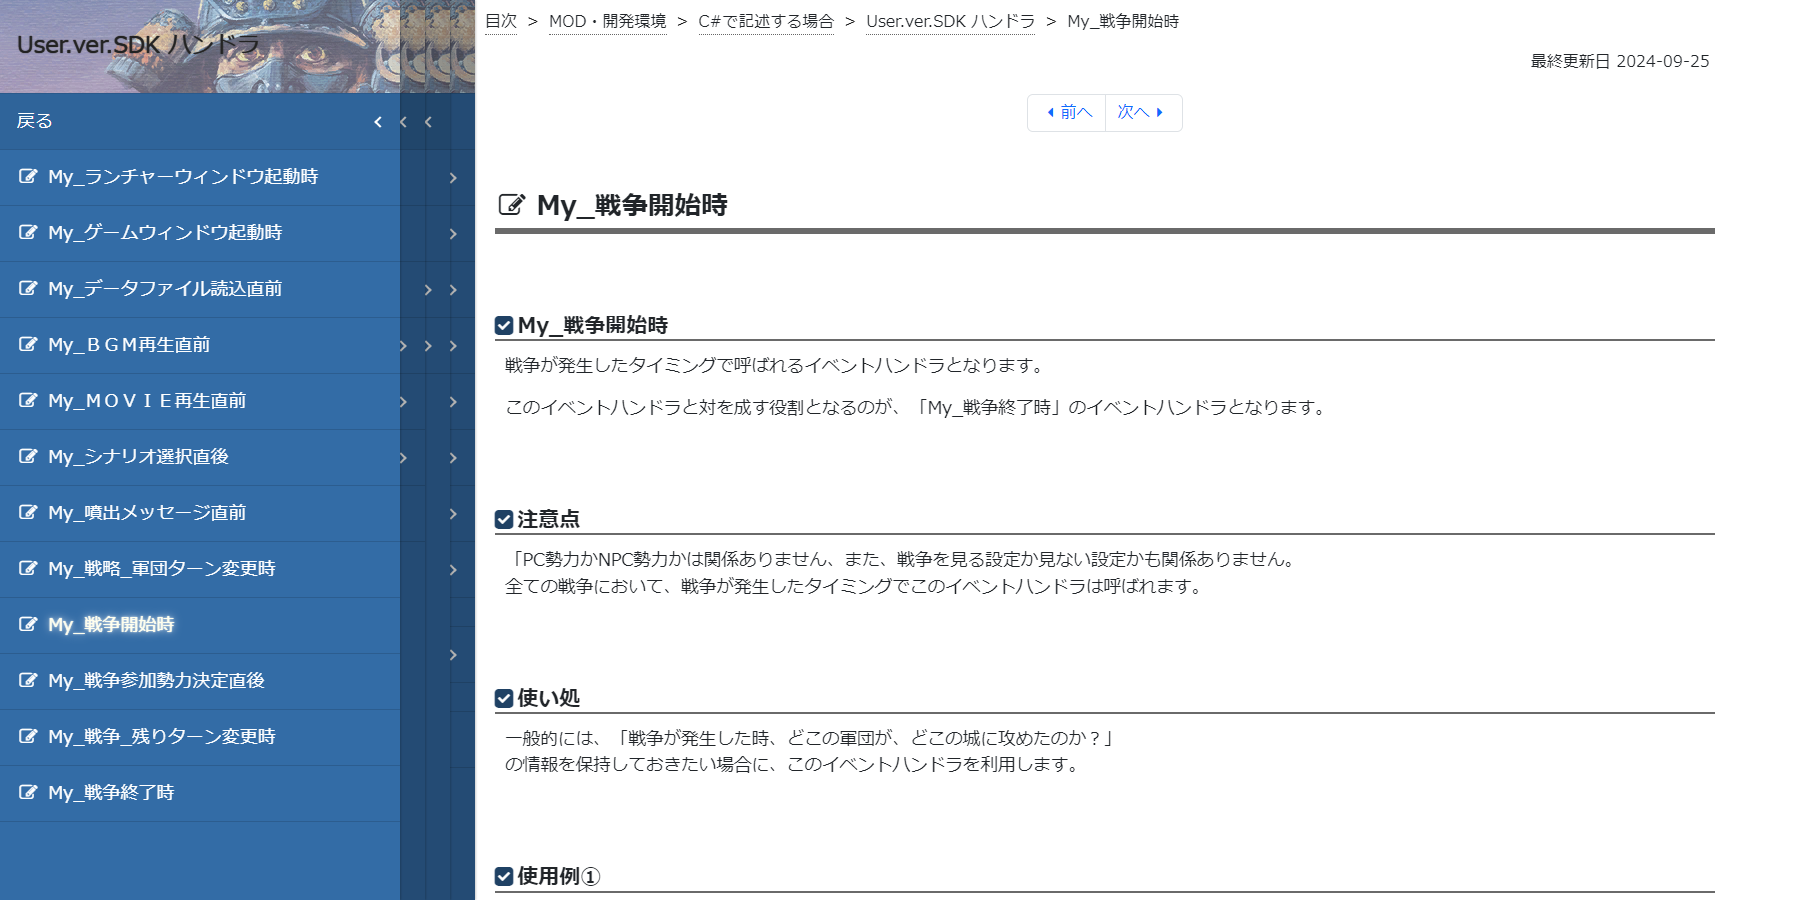 User.ver.SDK ハンドラ
戻る
My_ランチャーウィンドウ起動時
My_ゲームウィンドウ起動時
My_データファイル読込直前
My_ＢＧＭ再生直前
My_ＭＯＶＩＥ再生直前
My_シナリオ選択直後
My_噴出メッセージ直前
My_戦略_軍団ターン変更時
My_戦争開始時
My_戦争参加勢力決定直後
My_戦争_残りターン変更時
My_戦争終了時
目次 > MOD・開発環境 > C#で記述する場合 > User.ver.SDK ハンドラ > My_戦争開始時
最終更新日 2024-09-25
前へ 次へ
My_戦争開始時
My_戦争開始時
戦争が発生したタイミングで呼ばれるイベントハンドラとなります。
このイベントハンドラと対を成す役割となるのが、「My_戦争終了時」のイベントハンドラとなります。
注意点
「PC勢力かNPC勢力かは関係ありません、また、戦争を見る設定か見ない設定かも関係ありません。
全ての戦争において、戦争が発生したタイミングでこのイベントハンドラは呼ばれます。
使い処
一般的には、「戦争が発生した時、どこの軍団が、どこの城に攻めたのか？」
の情報を保持しておきたい場合に、このイベントハンドラを利用します。
使用例①